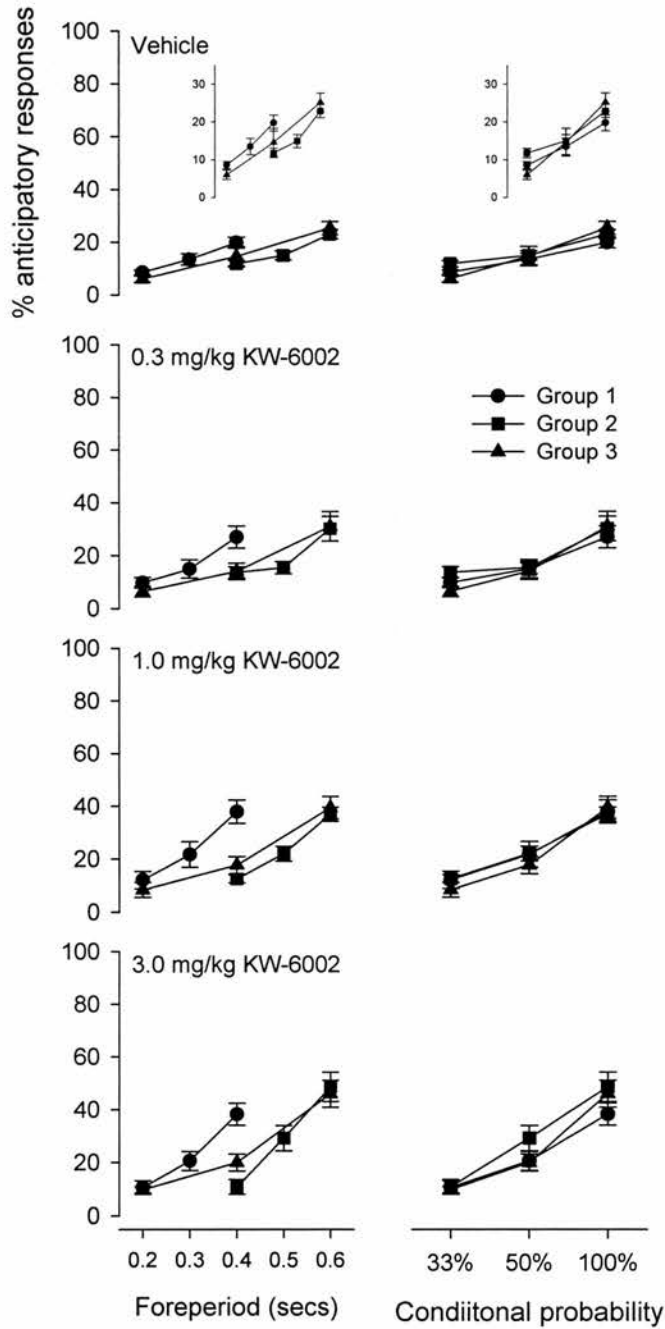 % anticipatory responses
Vehicle
100
80
60
40
20
0
30
20
10
0
30
20
10
0
0.3 mg/kg KW-6002
100
80
60
40
20
0
Group 1
Group 2
Group 3
1.0 mg/kg KW-6002
100
80
60
40
20
0
3.0 mg/kg KW-6002
100
80
60
40
20
0
0.2 0.3 0.4 0.5 0.6
33% 50% 100%
Foreperiod (secs)
Condiitonal probability